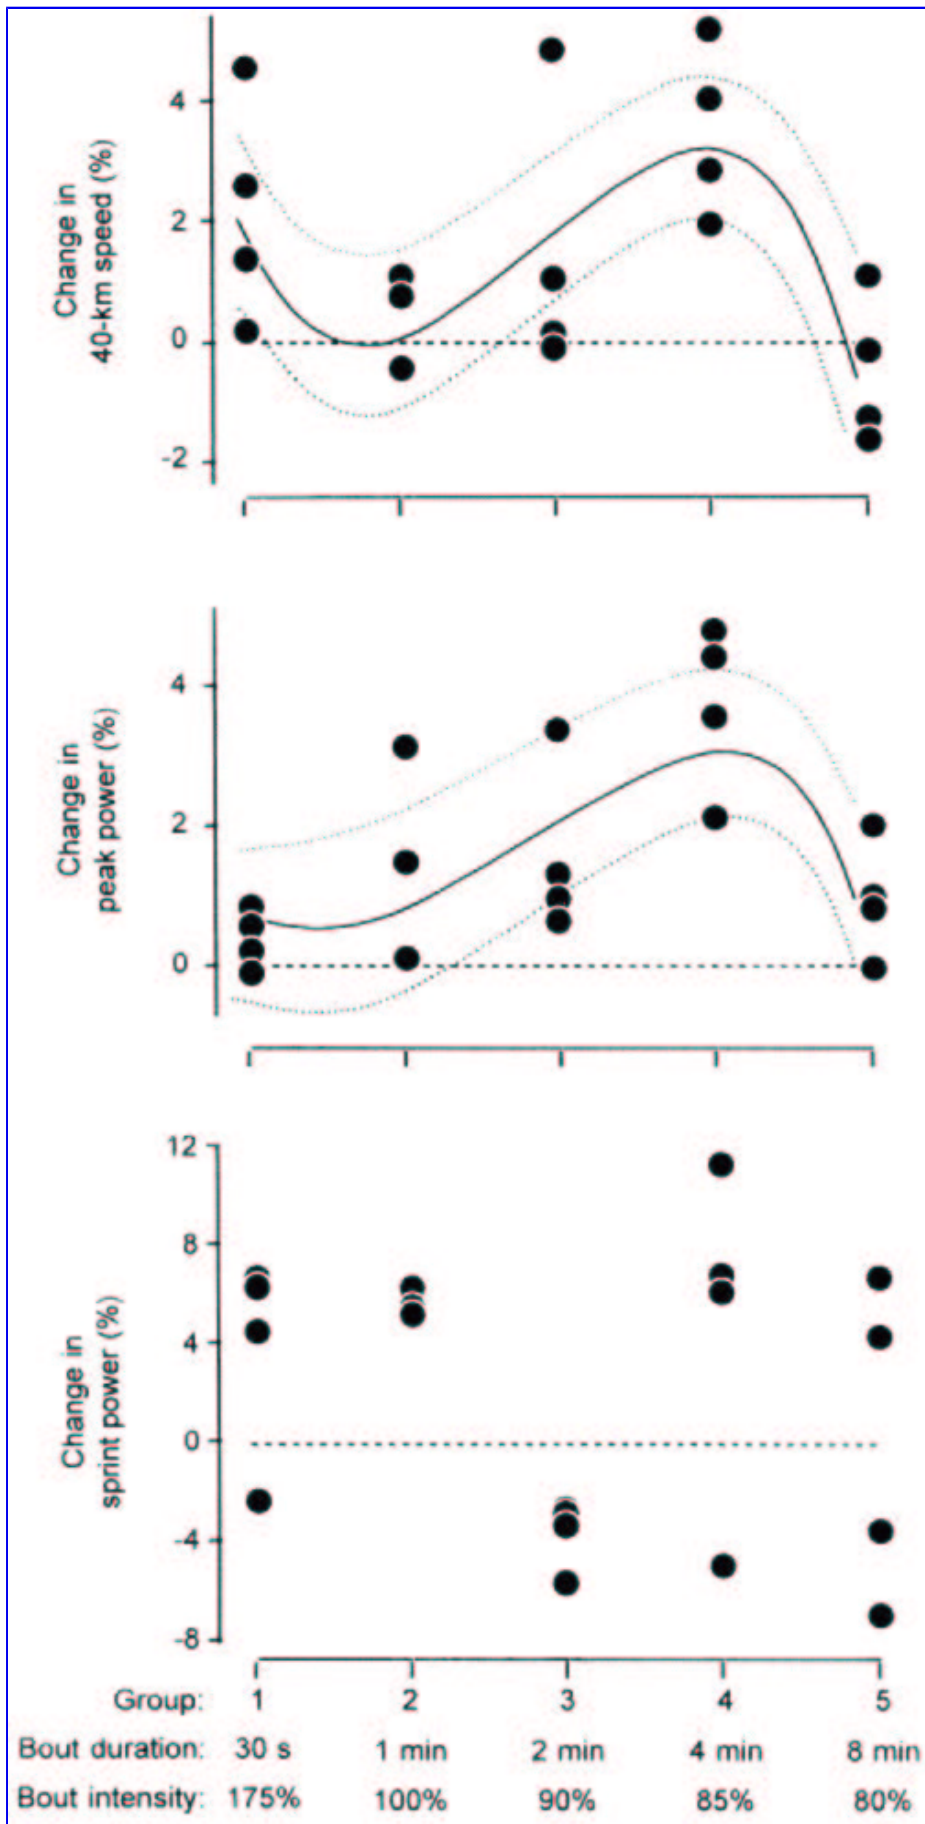 Change in
40-km speed (%)
4
2
0
-2
Change in
peak power (%)
4
2
0
Change in
sprint power (%)
12
8
4
0
-4
-8
Group: 1 2 3 4 5
Bout duration: 30 s 1 min 2 min 4 min 8 min
Bout intensity: 175% 100% 90% 85% 80%